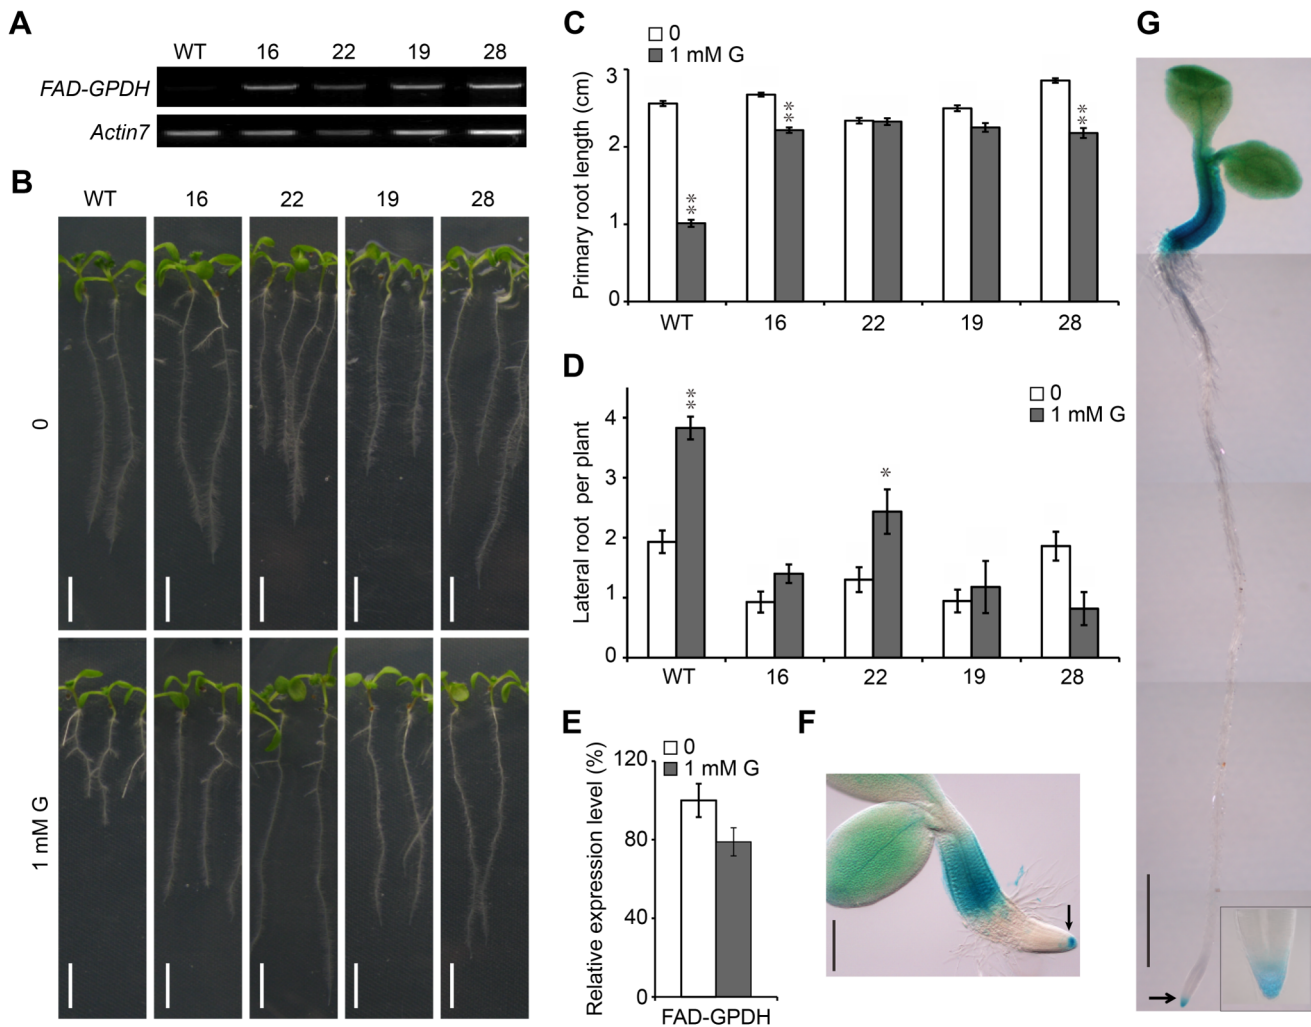 A
WT 16 22 19 28
FAD-GPDH
Actin7
B
WT 16 22 19 28
0
1 mM G
C
0
1 mM G
Primary root length (cm)
3
2
1
0
**
**
**
WT 16 22 19 28
D
0
1 mM G
Lateral root per plant
4
3
2
1
0
**
*
WT 16 22 19 28
E
0
1 mM G
Relative expression level (%)
120
80
40
0
FAD-GPDH
F
G